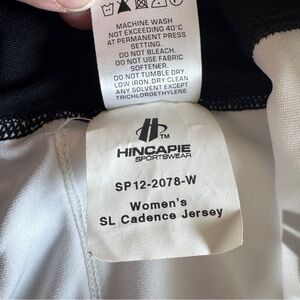 MACHINE WASH
NOT EXCEEDING 40°C
AT PERMANENT PRESS
SETTING.
DO NOT BLEACH.
DO NOT USE FABRIC
SOFTENER.
DO NOT TUMBLE DRY.
LOW IRON. DRY CLEAN
ANY SOLVENT EXCEPT
TRICHLOROETHYLENE.
TM
HINCAPIE
SPORTSWEAR
SP12-2078-W
Women's
SL Cadence Jersey